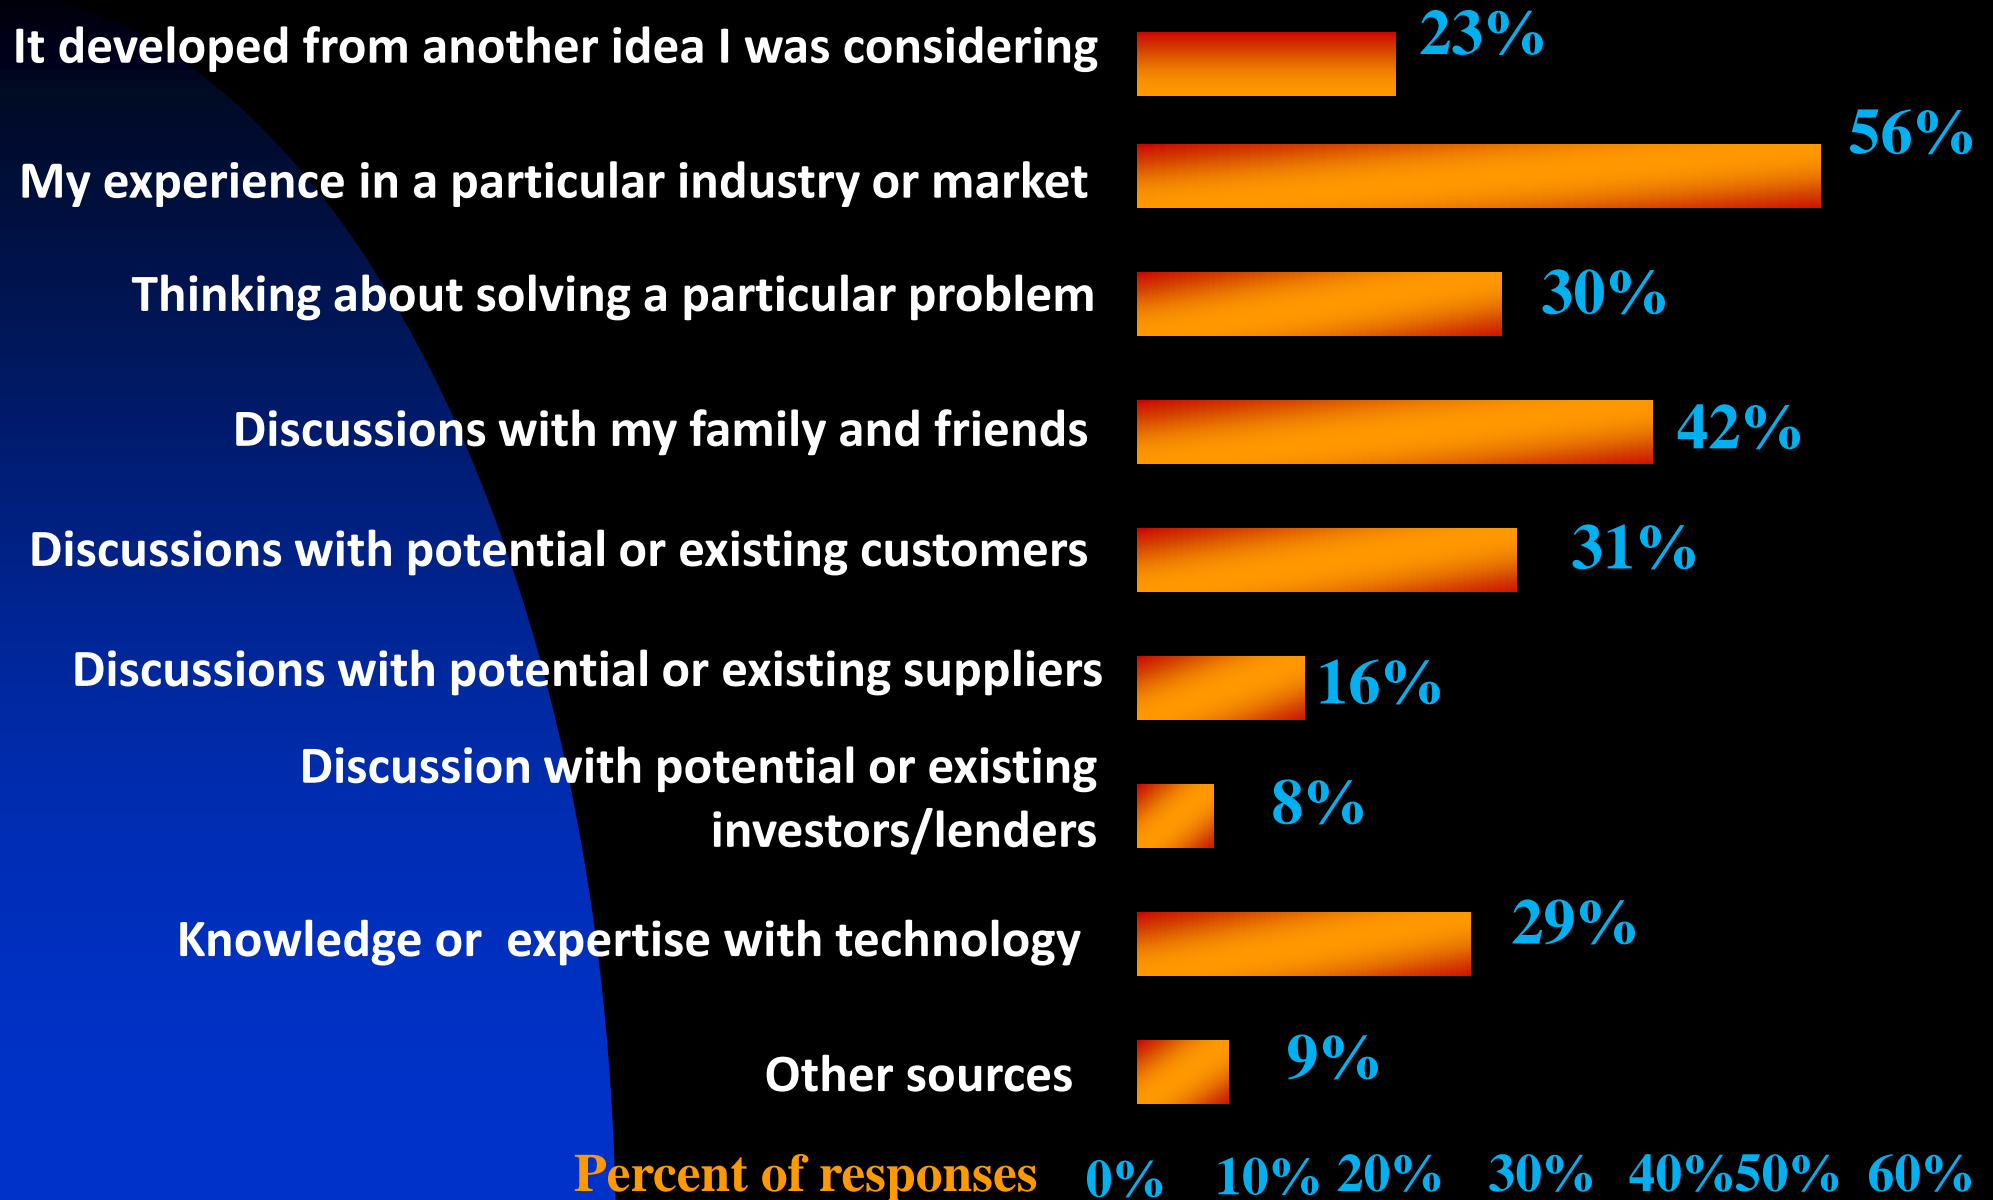 It developed from another idea I was considering 23%
My experience in a particular industry or market 56%
Thinking about solving a particular problem 30%
Discussions with my family and friends 42%
Discussions with potential or existing customers 31%
Discussions with potential or existing suppliers 16%
Discussion with potential or existing
investors/lenders 8%
Knowledge or  expertise with technology 29%
Other sources 9%
Percent of responses 0% 10% 20% 30% 40% 50% 60%